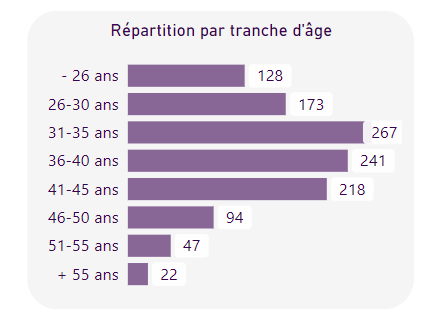 Répartition par tranche d'âge
- 26 ans 128
26-30 ans 173
31-35 ans 267
36-40 ans 241
41-45 ans 218
46-50 ans 94
51-55 ans 47
+ 55 ans 22